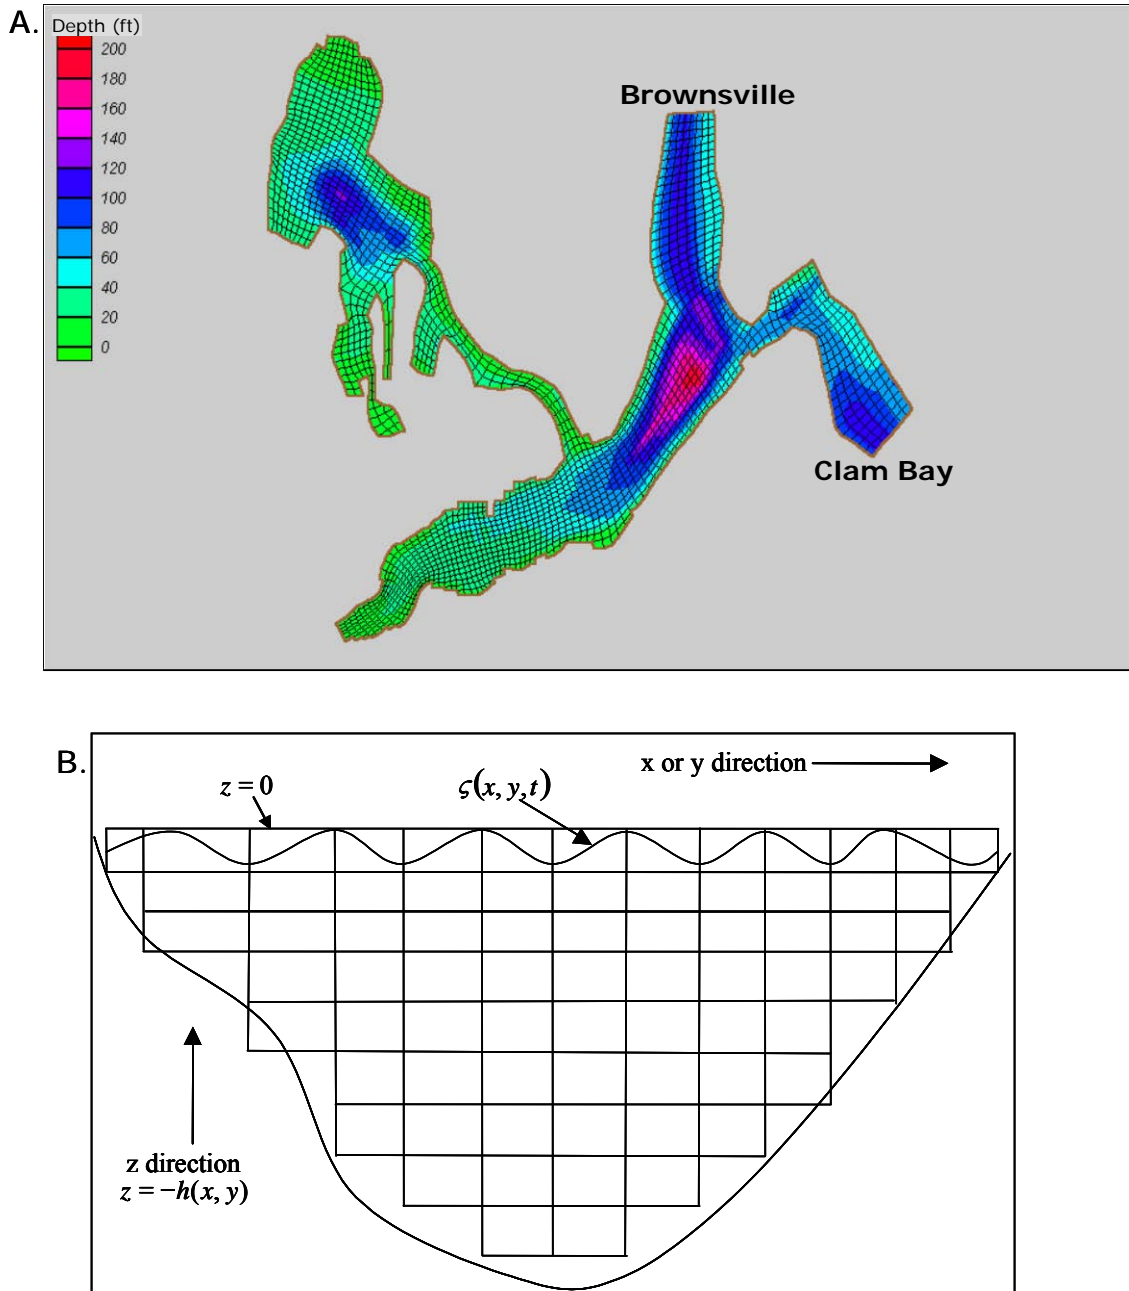 A.
Depth (ft)
200
180
160
140
120
100
80
60
40
20
0
Brownsville
Clam Bay
B.
x or y direction
z = 0
ς(x, y,t)
z direction
z = −h(x, y)